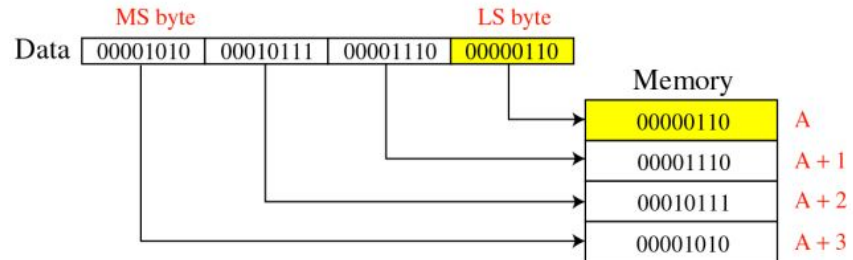 MS byte LS byte
Data 00001010 00010111 00001110 00000110
Memory
00000110 A
00001110 A + 1
00010111 A + 2
00001010 A + 3